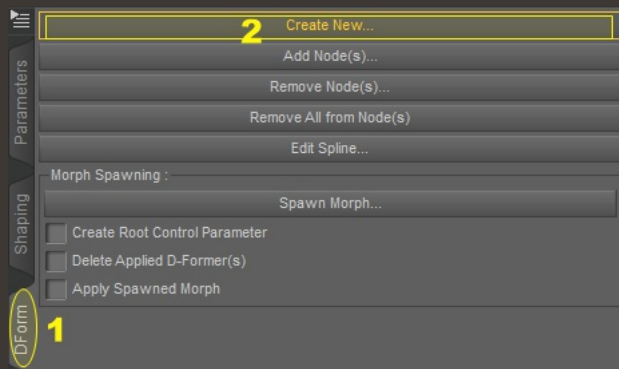 Create New...
2
Add Node(s)...
Remove Node(s)...
Remove All from Node(s)
Edit Spline...
Morph Spawning :
Spawn Morph...
Create Root Control Parameter
Delete Applied D-Former(s)
Apply Spawned Morph
Parameters
Shaping
DForm
1